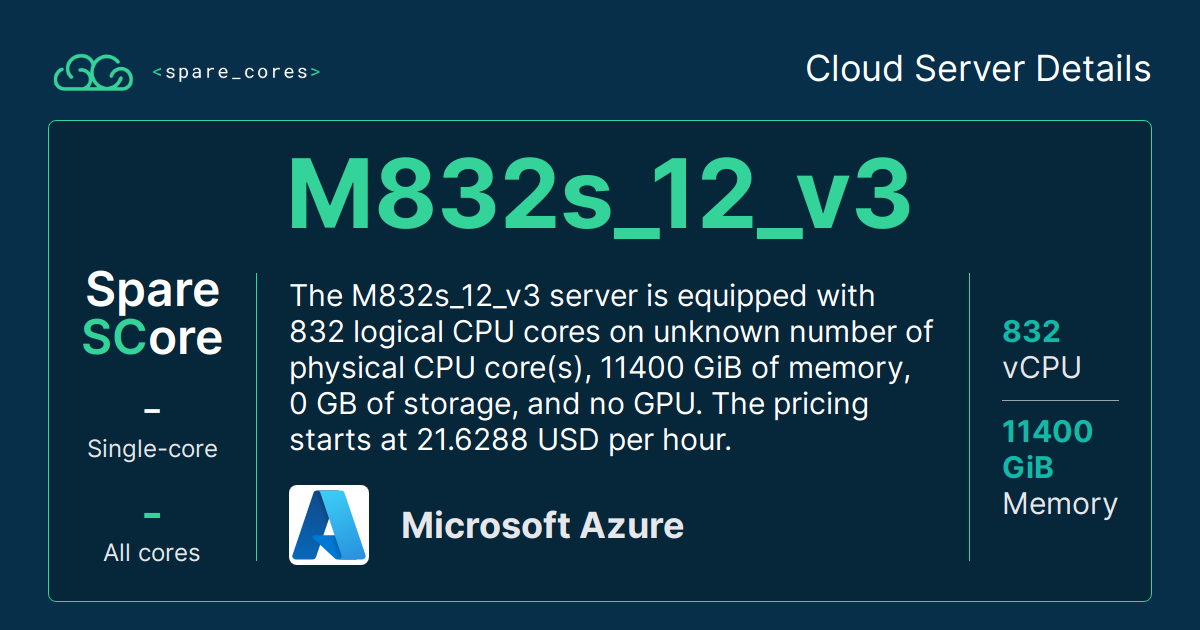 <spare_cores>
Cloud Server Details
M832s_12_v3
Spare
SCore
–
Single-core
–
All cores
The M832s_12_v3 server is equipped with
832 logical CPU cores on unknown number of
physical CPU core(s), 11400 GiB of memory,
0 GB of storage, and no GPU. The pricing
starts at 21.6288 USD per hour.
Microsoft Azure
832
vCPU
11400
GiB
Memory